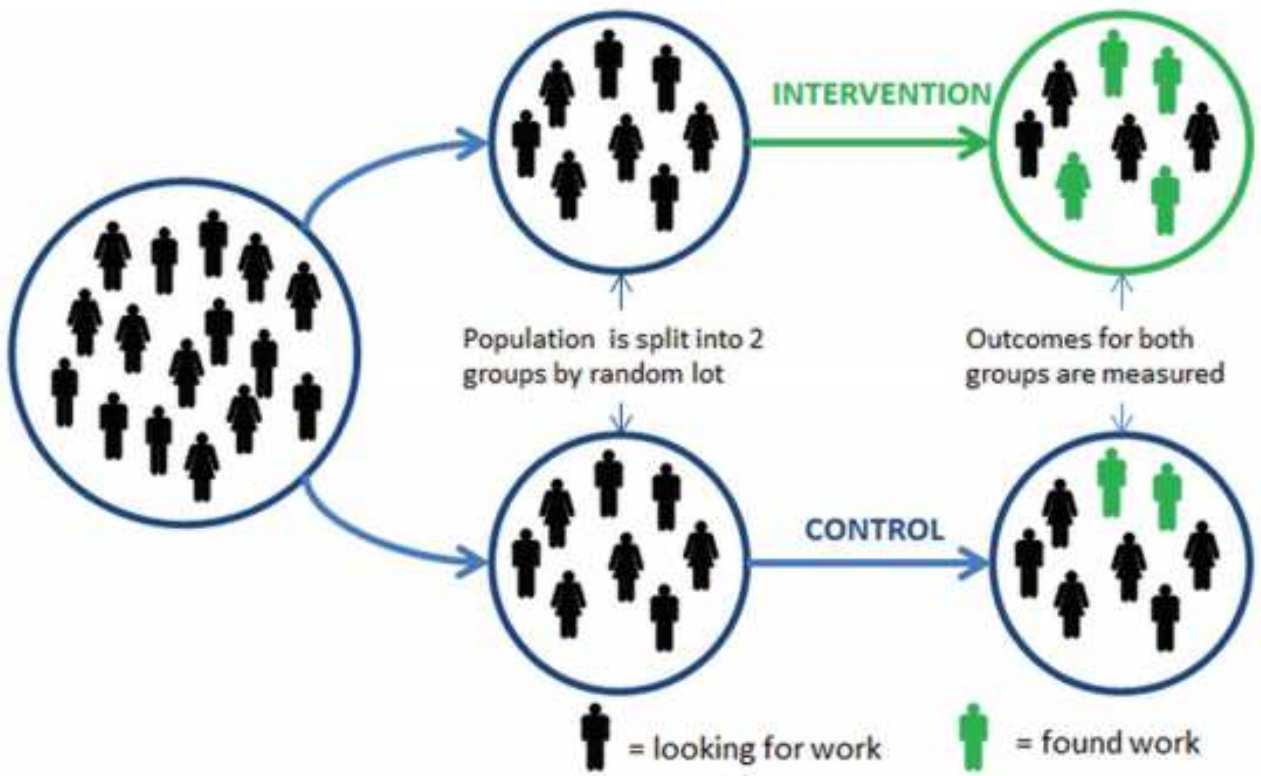 INTERVENTION
Population is split into 2
groups by random lot
Outcomes for both
groups are measured
CONTROL
= looking for work
= found work